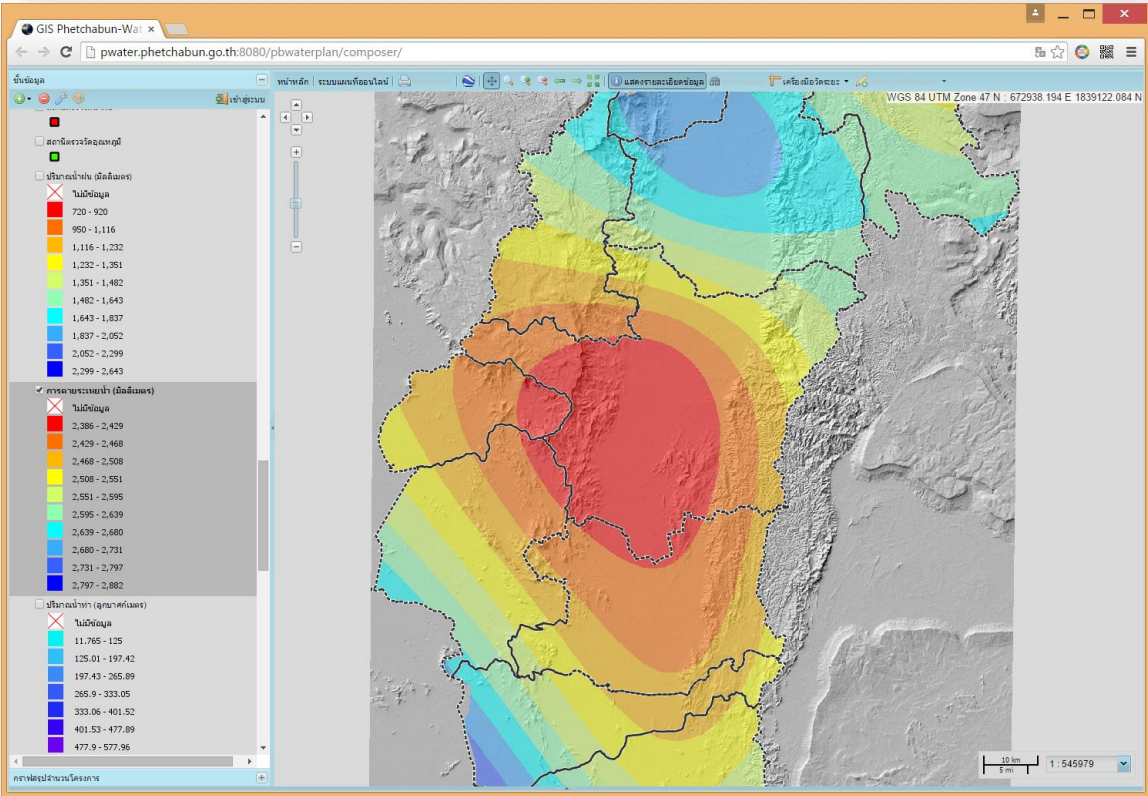 GIS Phetchabun-Wat
pwater.phetchabun.go.th:8080/pbwaterplan/composer/
ชั้นข้อมูล
หน้าหลัก ระบบแผนที่ออนไลน์ แสดงรายละเอียดข้อมูล เครื่องมือวัดระยะ
เข้าสู่ระบบ
WGS 84 UTM Zone 47 N : 672938.194 E 1839122.084 N
สถานีตรวจวัดอุณหภูมิ
ปริมาณน้ำฝน (มิลลิเมตร)
ไม่มีข้อมูล
720 - 920
950 - 1,116
1,116 - 1,232
1,232 - 1,351
1,351 - 1,482
1,482 - 1,643
1,643 - 1,837
1,837 - 2,052
2,052 - 2,299
2,299 - 2,643
การคายระเหยน้ำ (มิลลิเมตร)
ไม่มีข้อมูล
2,386 - 2,429
2,429 - 2,468
2,468 - 2,508
2,508 - 2,551
2,551 - 2,595
2,595 - 2,639
2,639 - 2,680
2,680 - 2,731
2,731 - 2,797
2,797 - 2,882
ปริมาณน้ำท่า (ลูกบาศก์เมตร)
ไม่มีข้อมูล
11.765 - 125
125.01 - 197.42
197.43 - 265.89
265.9 - 333.05
333.06 - 401.52
401.53 - 477.89
477.9 - 577.96
กราฟสรุปจำนวนโครงการ
10 km
5 mi
1 : 545979